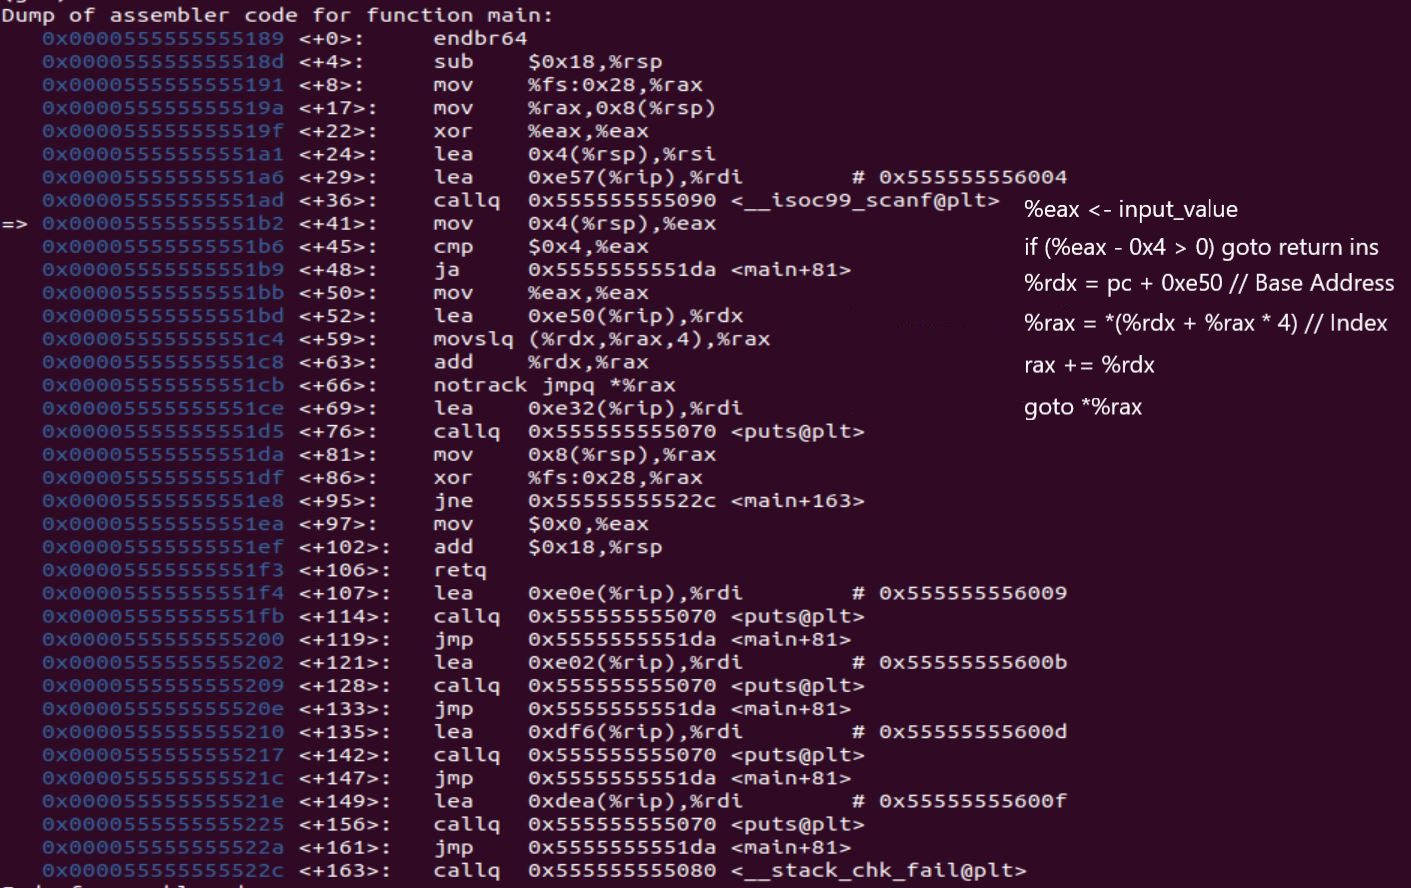 Dump of assembler code for function main:
0x0000555555555189 <+0>: endbr64
0x000055555555518d <+4>: sub $0x18,%rsp
0x0000555555555191 <+8>: mov %fs:0x28,%rax
0x000055555555519a <+17>: mov %rax,0x8(%rsp)
0x000055555555519f <+22>: xor %eax,%eax
0x00005555555551a1 <+24>: lea 0x4(%rsp),%rsi
0x00005555555551a6 <+29>: lea 0xe57(%rip),%rdi # 0x555555556004
0x00005555555551ad <+36>: callq 0x555555555090 <__isoc99_scanf@plt>
%eax <- input_value
=> 0x00005555555551b2 <+41>: mov 0x4(%rsp),%eax
0x00005555555551b6 <+45>: cmp $0x4,%eax
if (%eax - 0x4 > 0) goto return ins
0x00005555555551b9 <+48>: ja 0x5555555551da <main+81>
%rdx = pc + 0xe50 // Base Address
0x00005555555551bb <+50>: mov %eax,%eax
0x00005555555551bd <+52>: lea 0xe50(%rip),%rdx
%rax = *(%rdx + %rax * 4) // Index
0x00005555555551c4 <+59>: movslq (%rdx,%rax,4),%rax
0x00005555555551c8 <+63>: add %rdx,%rax
rax += %rdx
0x00005555555551cb <+66>: notrack jmpq *%rax
0x00005555555551ce <+69>: lea 0xe32(%rip),%rdi
goto *%rax
0x00005555555551d5 <+76>: callq 0x555555555070 <puts@plt>
0x00005555555551da <+81>: mov 0x8(%rsp),%rax
0x00005555555551df <+86>: xor %fs:0x28,%rax
0x00005555555551e8 <+95>: jne 0x55555555522c <main+163>
0x00005555555551ea <+97>: mov $0x0,%eax
0x00005555555551ef <+102>: add $0x18,%rsp
0x00005555555551f3 <+106>: retq
0x00005555555551f4 <+107>: lea 0xe0e(%rip),%rdi # 0x555555556009
0x00005555555551fb <+114>: callq 0x555555555070 <puts@plt>
0x0000555555555200 <+119>: jmp 0x5555555551da <main+81>
0x0000555555555202 <+121>: lea 0xe02(%rip),%rdi # 0x55555555600b
0x0000555555555209 <+128>: callq 0x555555555070 <puts@plt>
0x000055555555520e <+133>: jmp 0x5555555551da <main+81>
0x0000555555555210 <+135>: lea 0xdf6(%rip),%rdi # 0x55555555600d
0x0000555555555217 <+142>: callq 0x555555555070 <puts@plt>
0x000055555555521c <+147>: jmp 0x5555555551da <main+81>
0x000055555555521e <+149>: lea 0xdea(%rip),%rdi # 0x55555555600f
0x0000555555555225 <+156>: callq 0x555555555070 <puts@plt>
0x000055555555522a <+161>: jmp 0x5555555551da <main+81>
0x000055555555522c <+163>: callq 0x555555555080 <__stack_chk_fail@plt>